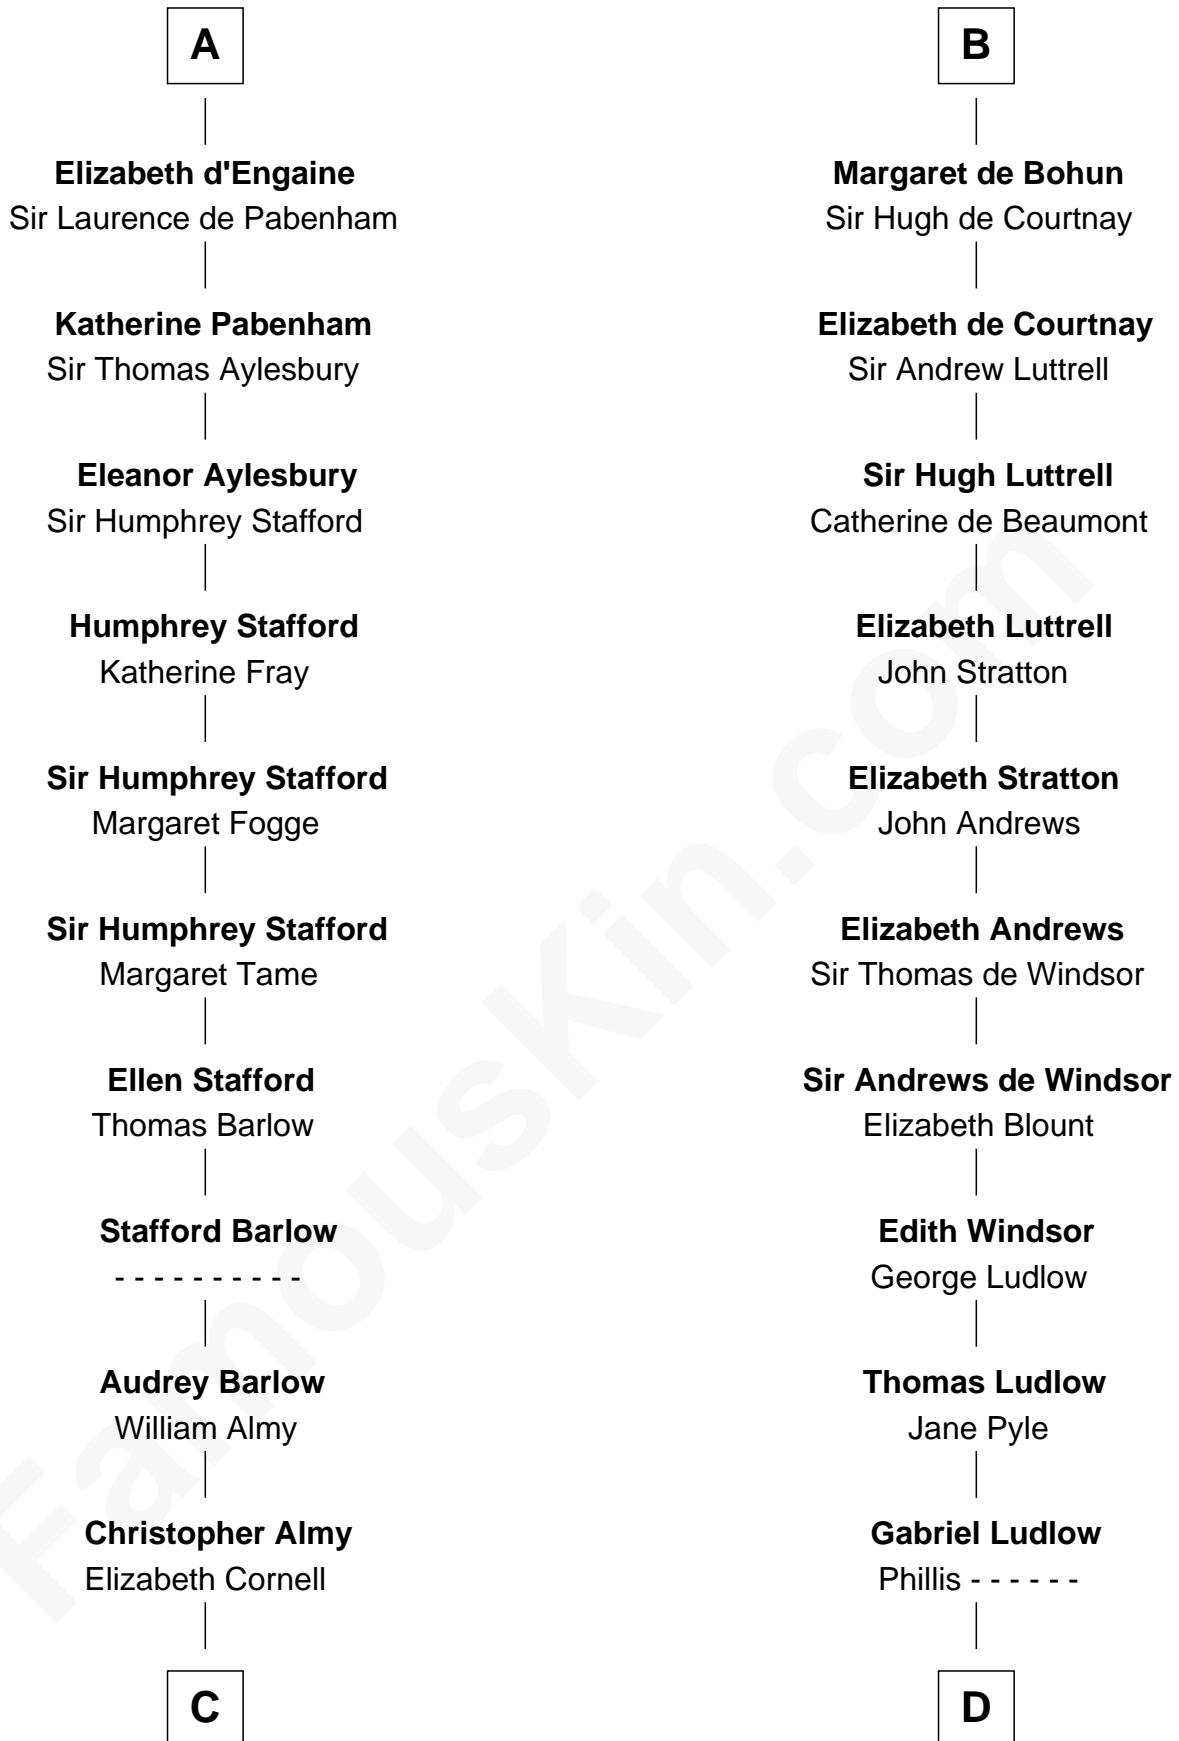 A
Elizabeth d'Engaine
Sir Laurence de Pabenham
Katherine Pabenham
Sir Thomas Aylesbury
Eleanor Aylesbury
Sir Humphrey Stafford
Humphrey Stafford
Katherine Fray
Sir Humphrey Stafford
Margaret Fogge
Sir Humphrey Stafford
Margaret Tame
Ellen Stafford
Thomas Barlow
Stafford Barlow
- - - - - - - - - -
Audrey Barlow
William Almy
Christopher Almy
Elizabeth Cornell
C
B
Margaret de Bohun
Sir Hugh de Courtnay
Elizabeth de Courtnay
Sir Andrew Luttrell
Sir Hugh Luttrell
Catherine de Beaumont
Elizabeth Luttrell
John Stratton
Elizabeth Stratton
John Andrews
Elizabeth Andrews
Sir Thomas de Windsor
Sir Andrews de Windsor
Elizabeth Blount
Edith Windsor
George Ludlow
Thomas Ludlow
Jane Pyle
Gabriel Ludlow
Phillis - - - - - -
D
FamousKin.com